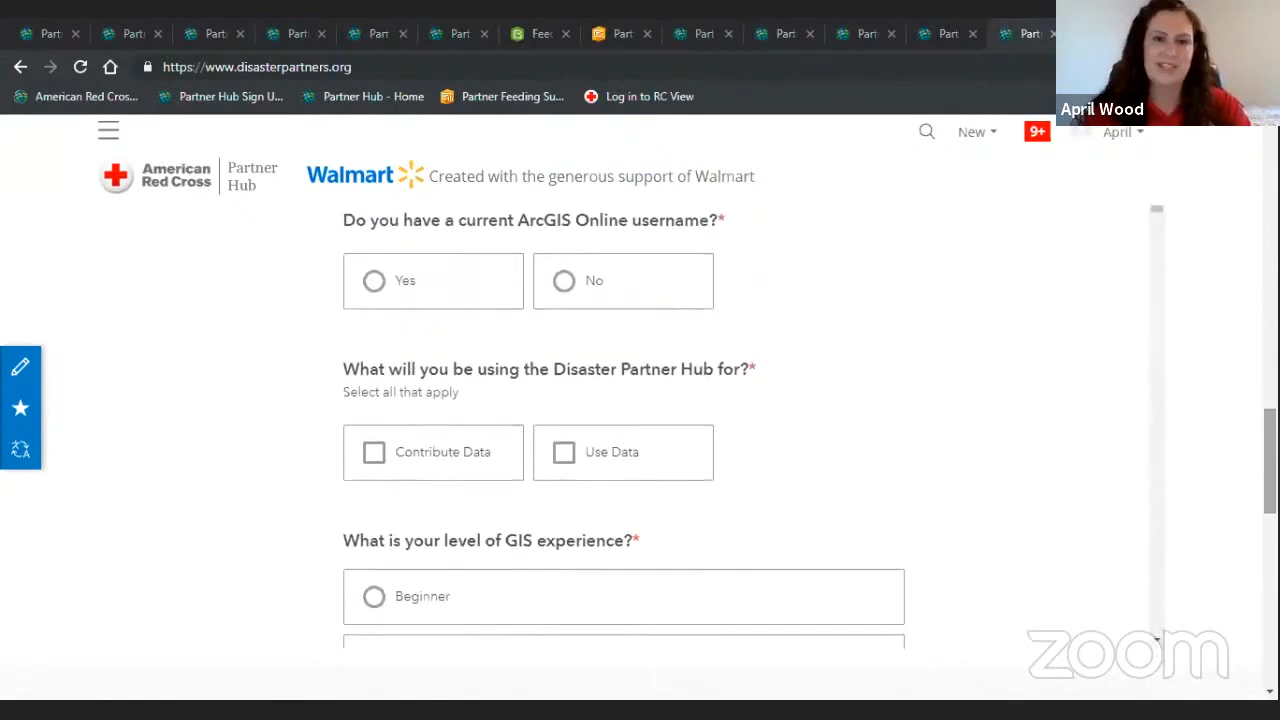 Part Part Part Part Part Part Feed Part Part Part Part Part Part
https://www.disasterpartners.org
American Red Cros... Partner Hub Sign U... Partner Hub - Home Partner Feeding Su... Log in to RC View
April Wood
New 9+ April
American Red Cross
Partner Hub
Walmart Created with the generous support of Walmart
Do you have a current ArcGIS Online username?*
Yes No
What will you be using the Disaster Partner Hub for?*
Select all that apply
Contribute Data Use Data
What is your level of GIS experience?*
Beginner
zoom